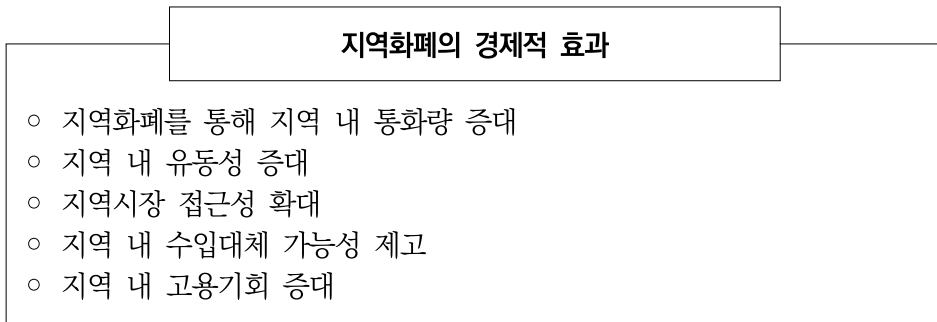 지역화폐의 경제적 효과
○ 지역화폐를 통해 지역 내 통화량 증대
○ 지역 내 유동성 증대
○ 지역시장 접근성 확대
○ 지역 내 수입대체 가능성 제고
○ 지역 내 고용기회 증대